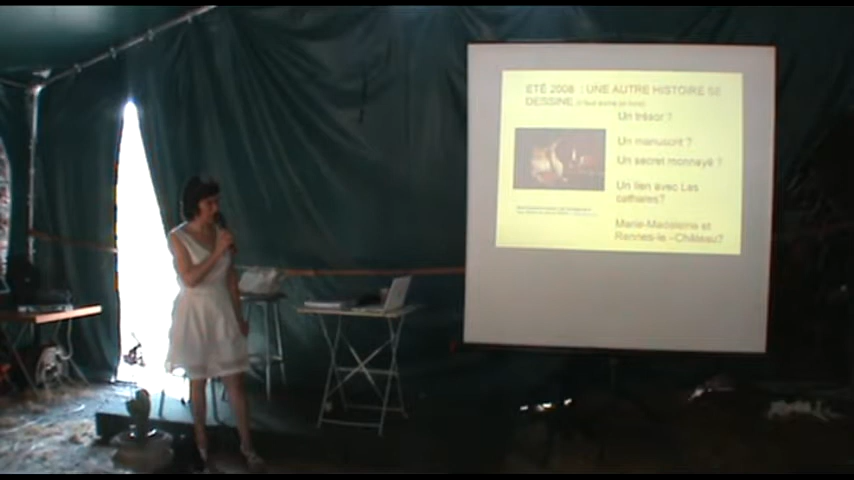 ETÉ 2008 : UNE AUTRE HISTOIRE SE
DESSINE
Un trésor ?
Un manuscrit ?
Un secret monnayé ?
Un lien avec Les
cathares?
Marie-Madeleine et
Rennes-le –Château?